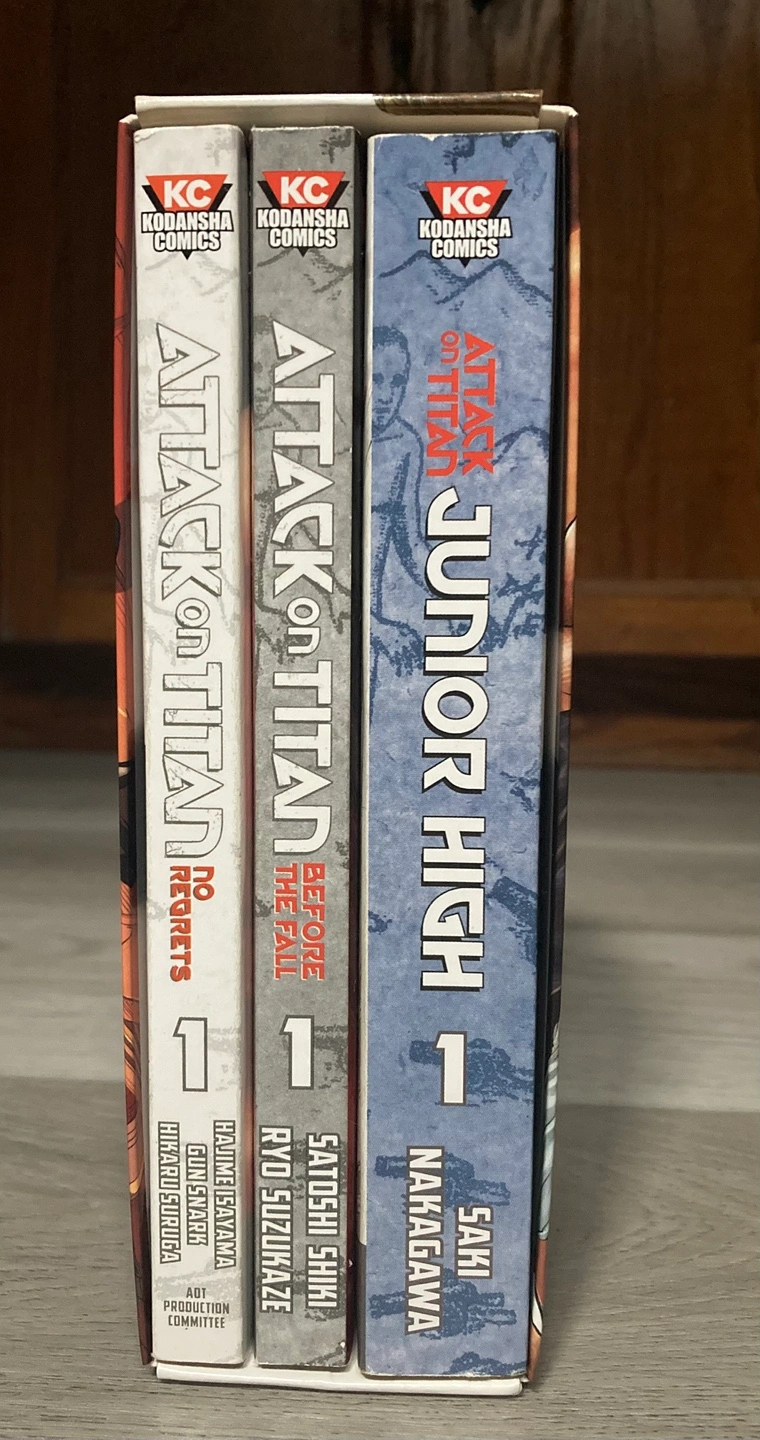 KC
KODANSHA
COMICS
ATTACK on TITAN
NO
REGRETS
1
HAJIME ISAYAMA
GUN SNARK
HIKARU SURUGA
AOT
PRODUCTION
COMMITTEE
KC
KODANSHA
COMICS
ATTACK on TITAN
BEFORE
THE FALL
1
SATOSHI SHIKI
RYO SUZUKAZE
KC
KODANSHA
COMICS
ATTACK
on TITAN
JUNIOR HIGH
1
SAKI
NAKAGAWA